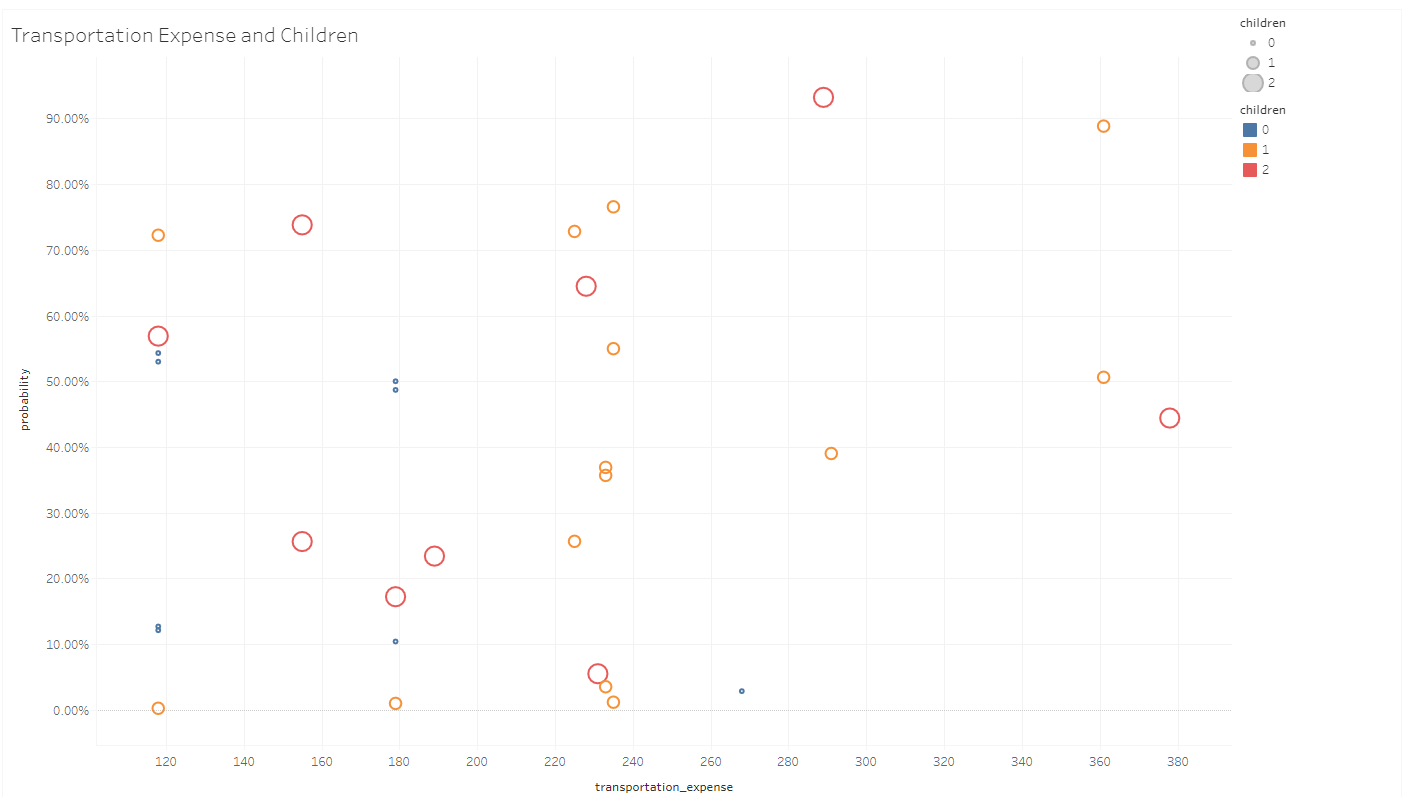 Transportation Expense and Children
children
0
1
2
children
0
1
2
90.00%
80.00%
70.00%
60.00%
50.00%
40.00%
30.00%
20.00%
10.00%
0.00%
probability
120 140 160 180 200 220 240 260 280 300 320 340 360 380
transportation_expense